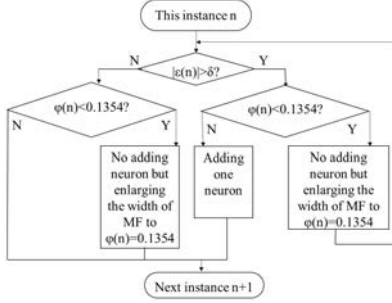 This instance n
N
|ε(n)|>δ?
Y
φ(n)<0.1354?
φ(n)<0.1354?
N
Y
N
Y
No adding
neuron but
enlarging
the width of
MF to
φ(n)=0.1354
Adding
one
neuron
No adding
neuron but
enlarging the
width of MF to
φ(n)=0.1354
Next instance n+1